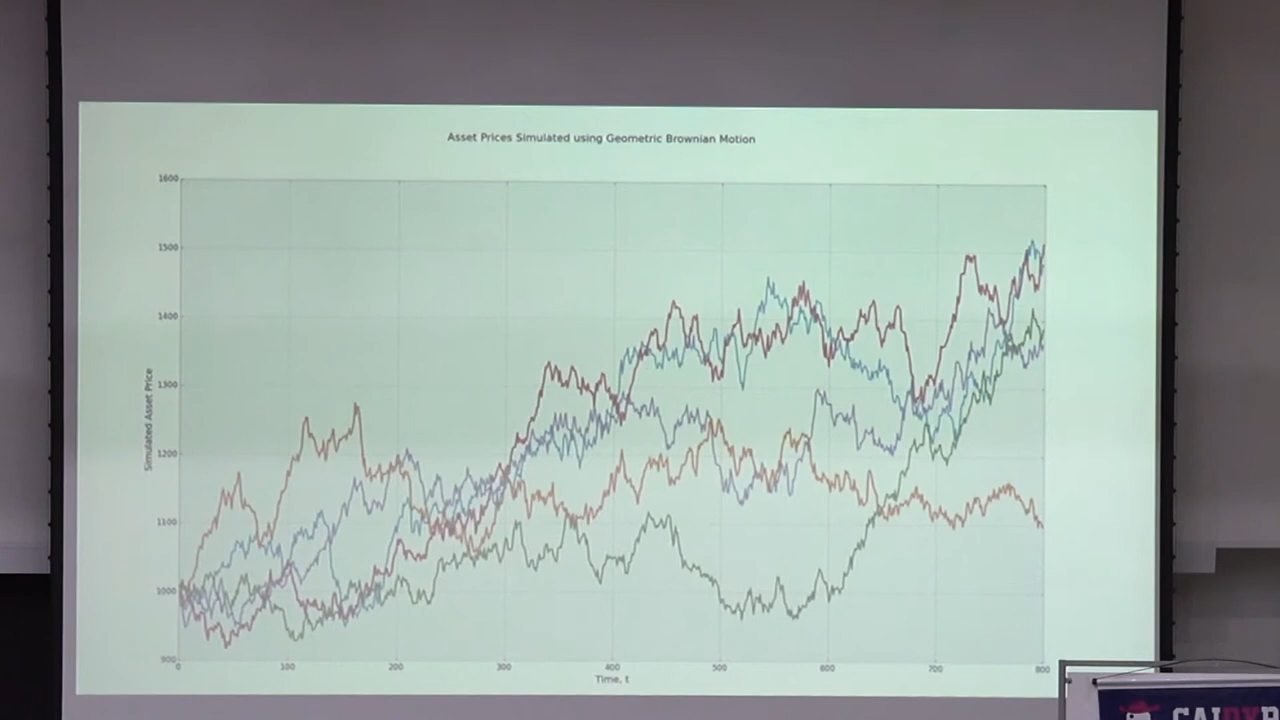 Asset Prices Simulated using Geometric Brownian Motion
1600
1500
1400
1300
1200
1100
1000
900
Simulated Asset Price
0 100 200 300 400 500 600 700 800
Time, t